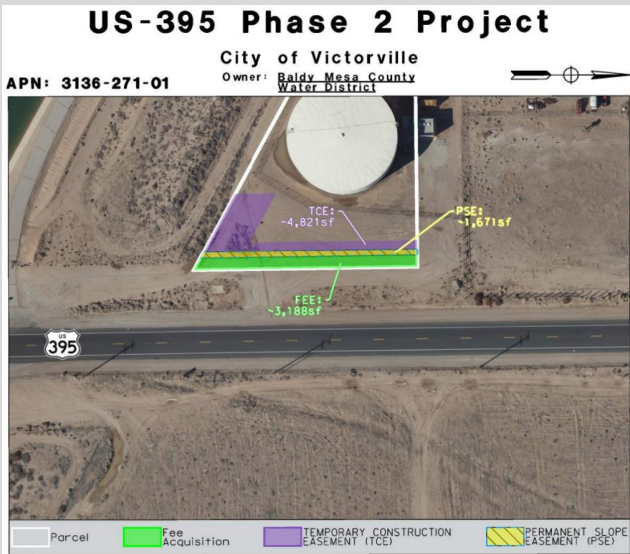 US-395 Phase 2 Project
City of Victorville
APN: 3136-271-01
Owner: Baldy Mesa County
Water District
TCE:
~4,821sf
PSE:
~1,671sf
FEE:
~3,188sf
US
395
Parcel
Fee
Acquisition
TEMPORARY CONSTRUCTION
EASEMENT (TCE)
PERMANENT SLOPE
EASEMENT (PSE)